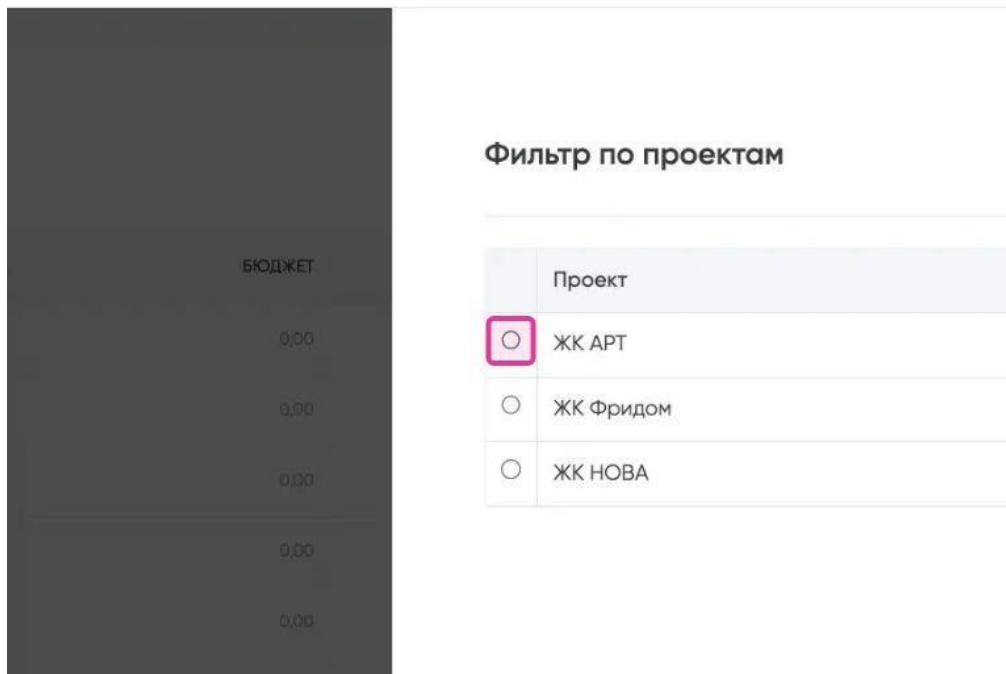 Фильтр по проектам
БЮДЖЕТ
Проект
0,00
ЖК АРТ
0,00
ЖК Фридом
0,00
ЖК НОВА
0,00
0,00